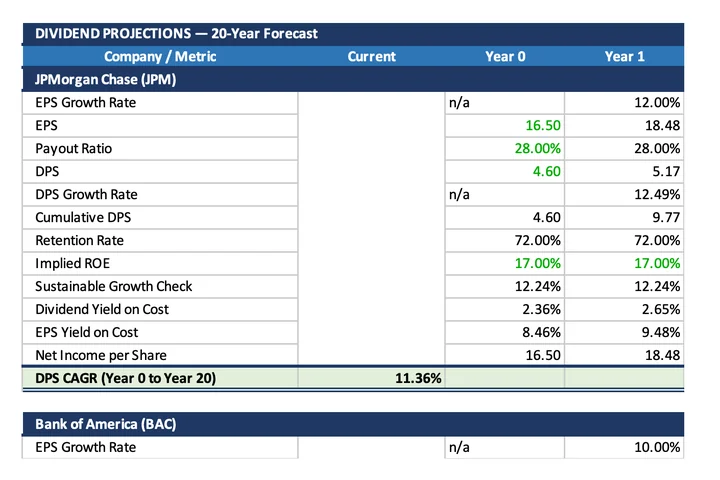 DIVIDEND PROJECTIONS — 20-Year Forecast
Company / Metric Current Year 0 Year 1
JPMorgan Chase (JPM)
EPS Growth Rate n/a 12.00%
EPS 16.50 18.48
Payout Ratio 28.00% 28.00%
DPS 4.60 5.17
DPS Growth Rate n/a 12.49%
Cumulative DPS 4.60 9.77
Retention Rate 72.00% 72.00%
Implied ROE 17.00% 17.00%
Sustainable Growth Check 12.24% 12.24%
Dividend Yield on Cost 2.36% 2.65%
EPS Yield on Cost 8.46% 9.48%
Net Income per Share 16.50 18.48
DPS CAGR (Year 0 to Year 20) 11.36%
Bank of America (BAC)
EPS Growth Rate n/a 10.00%